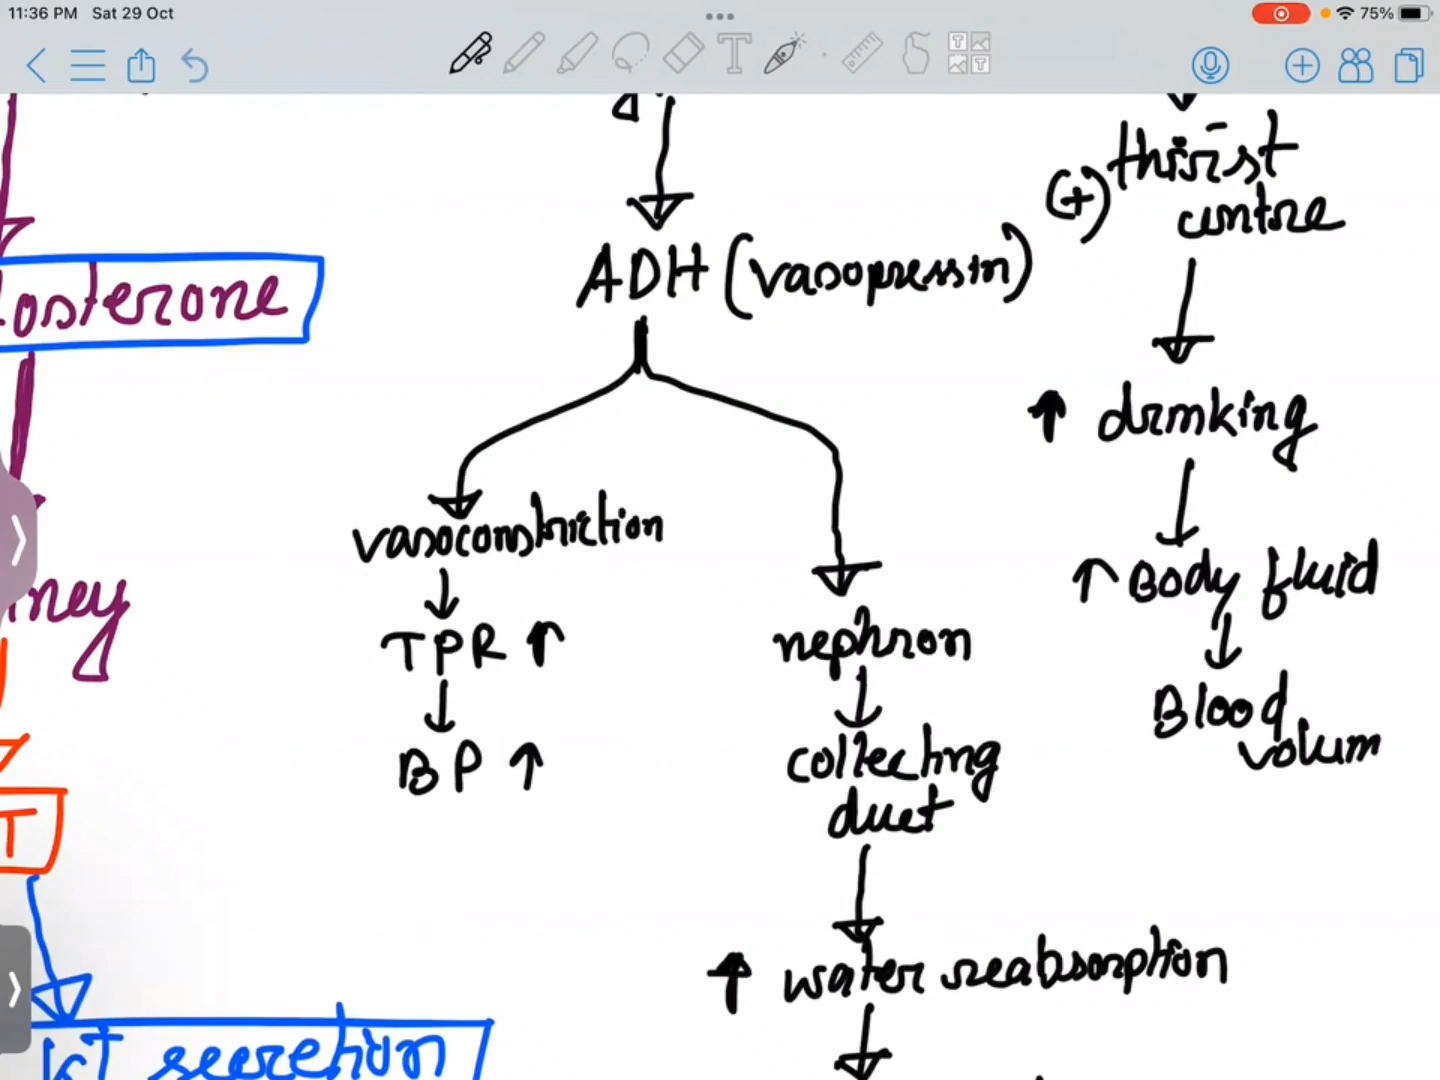 11:36 PM Sat 29 Oct
75%
thirst
(+)
centre
ADH (vasopressin)
losterone
↑ drinking
vasoconstriction
↑ Body fluid
ney
TPR ↑
nephron
Blood
volum
BP ↑
collecting
duct
T
↑ water reabsorption
K+ secretion